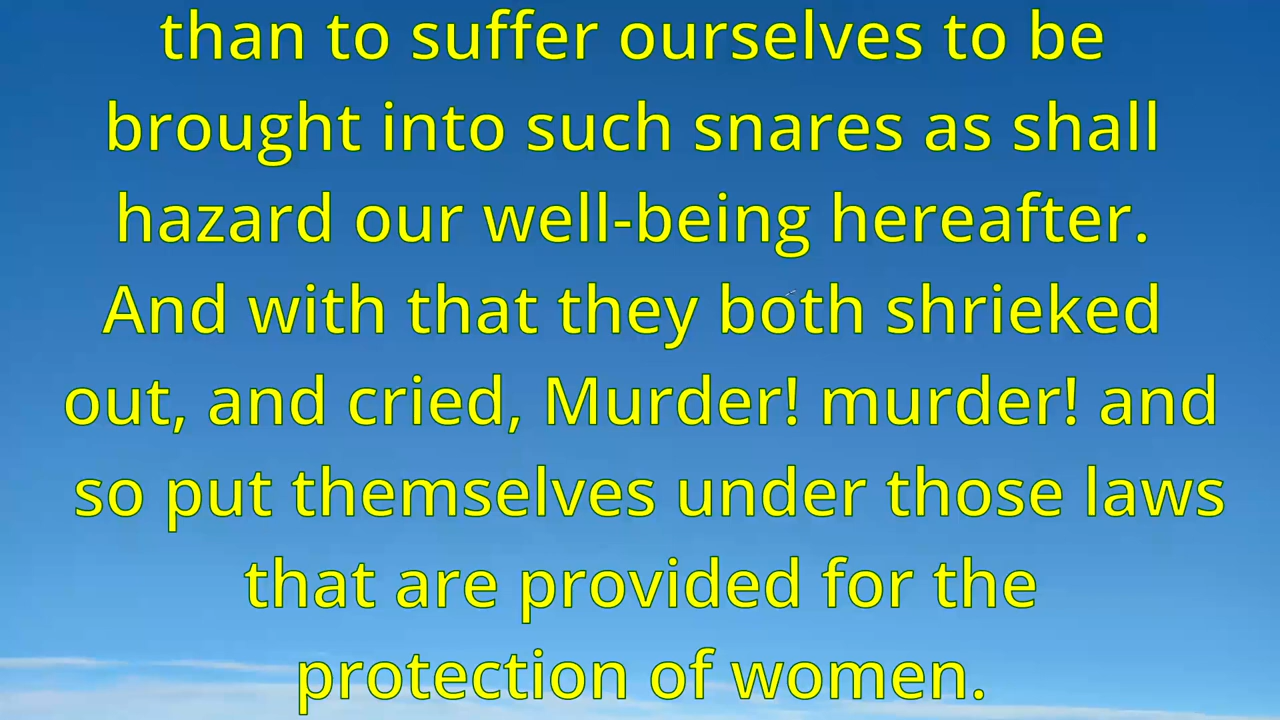 than to suffer ourselves to be
brought into such snares as shall
hazard our well-being hereafter.
And with that they both shrieked
out, and cried, Murder! murder! and
so put themselves under those laws
that are provided for the
protection of women.